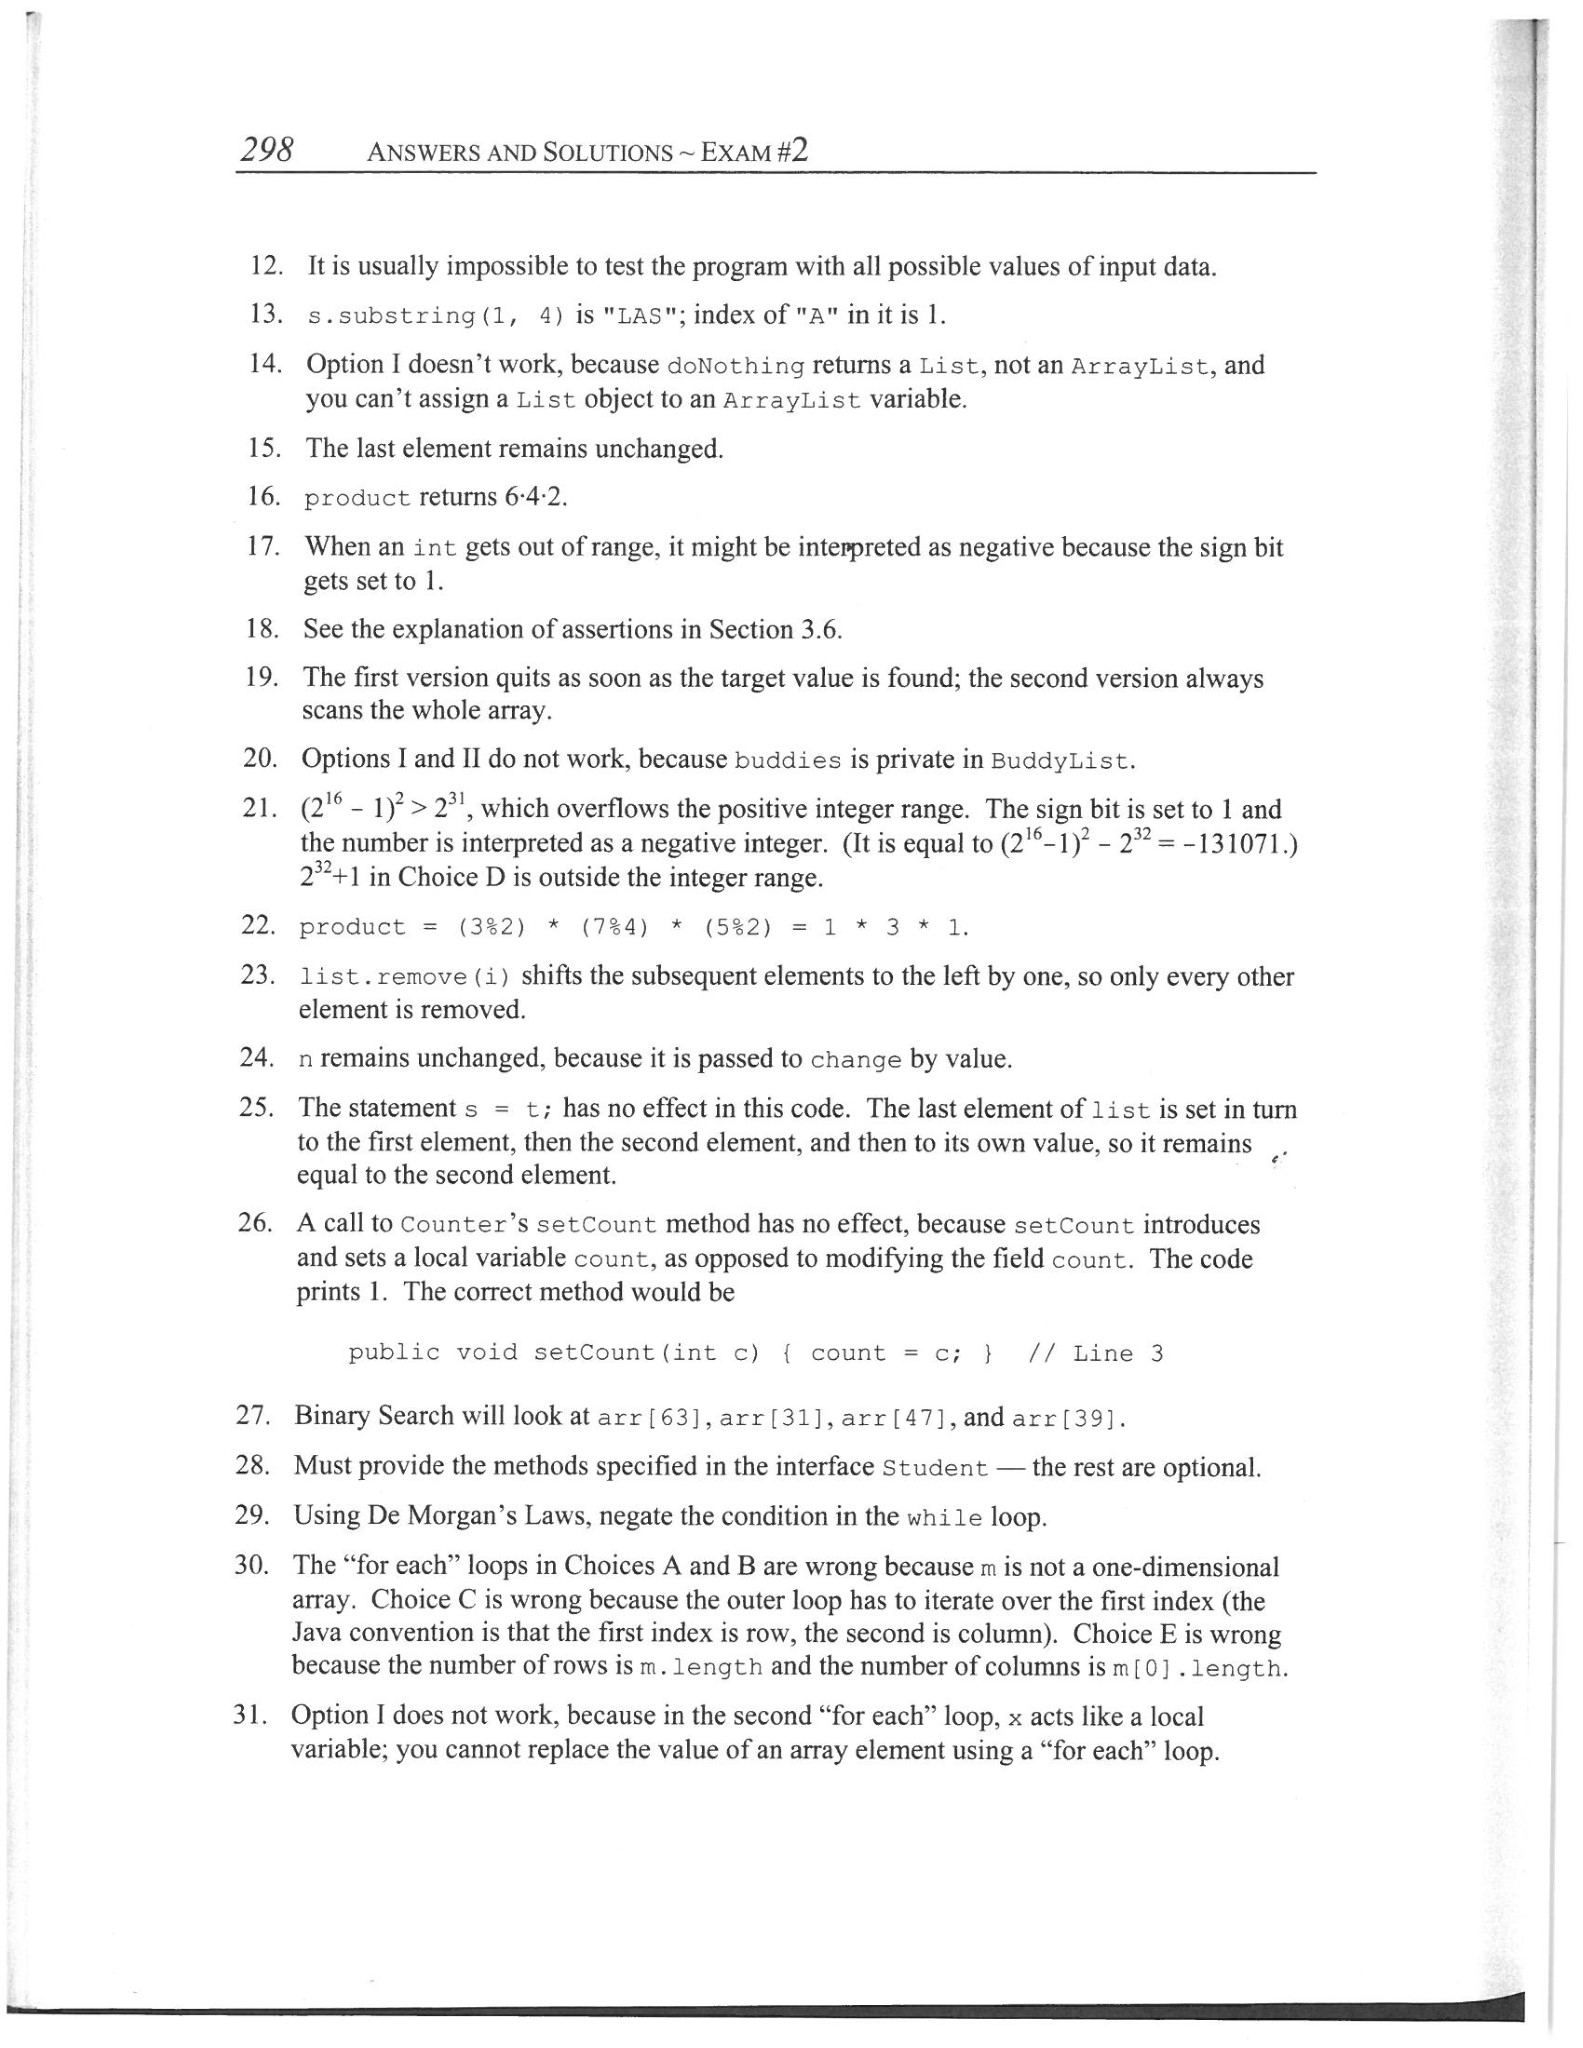 298 ANSWERS AND SOLUTIONS ~ EXAM #2
12. It is usually impossible to test the program with all possible values of input data.
13. s.substring(1, 4) is "LAS"; index of "A" in it is 1.
14. Option I doesn't work, because doNothing returns a List, not an ArrayList, and
you can't assign a List object to an ArrayList variable.
15. The last element remains unchanged.
16. product returns 6·4·2.
17. When an int gets out of range, it might be interpreted as negative because the sign bit
gets set to 1.
18. See the explanation of assertions in Section 3.6.
19. The first version quits as soon as the target value is found; the second version always
scans the whole array.
20. Options I and II do not work, because buddies is private in BuddyList.
21. (2¹⁶ − 1)² > 2³¹, which overflows the positive integer range. The sign bit is set to 1 and
the number is interpreted as a negative integer. (It is equal to (2¹⁶−1)² − 2³² = −131071.)
2³²+1 in Choice D is outside the integer range.
22. product = (3%2) * (7%4) * (5%2) = 1 * 3 * 1.
23. list.remove(i) shifts the subsequent elements to the left by one, so only every other
element is removed.
24. n remains unchanged, because it is passed to change by value.
25. The statement s = t; has no effect in this code. The last element of list is set in turn
to the first element, then the second element, and then to its own value, so it remains
equal to the second element.
26. A call to Counter's setCount method has no effect, because setCount introduces
and sets a local variable count, as opposed to modifying the field count. The code
prints 1. The correct method would be
public void setCount(int c) { count = c; } // Line 3
27. Binary Search will look at arr[63], arr[31], arr[47], and arr[39].
28. Must provide the methods specified in the interface Student — the rest are optional.
29. Using De Morgan's Laws, negate the condition in the while loop.
30. The “for each” loops in Choices A and B are wrong because m is not a one-dimensional
array. Choice C is wrong because the outer loop has to iterate over the first index (the
Java convention is that the first index is row, the second is column). Choice E is wrong
because the number of rows is m.length and the number of columns is m[0].length.
31. Option I does not work, because in the second “for each” loop, x acts like a local
variable; you cannot replace the value of an array element using a “for each” loop.